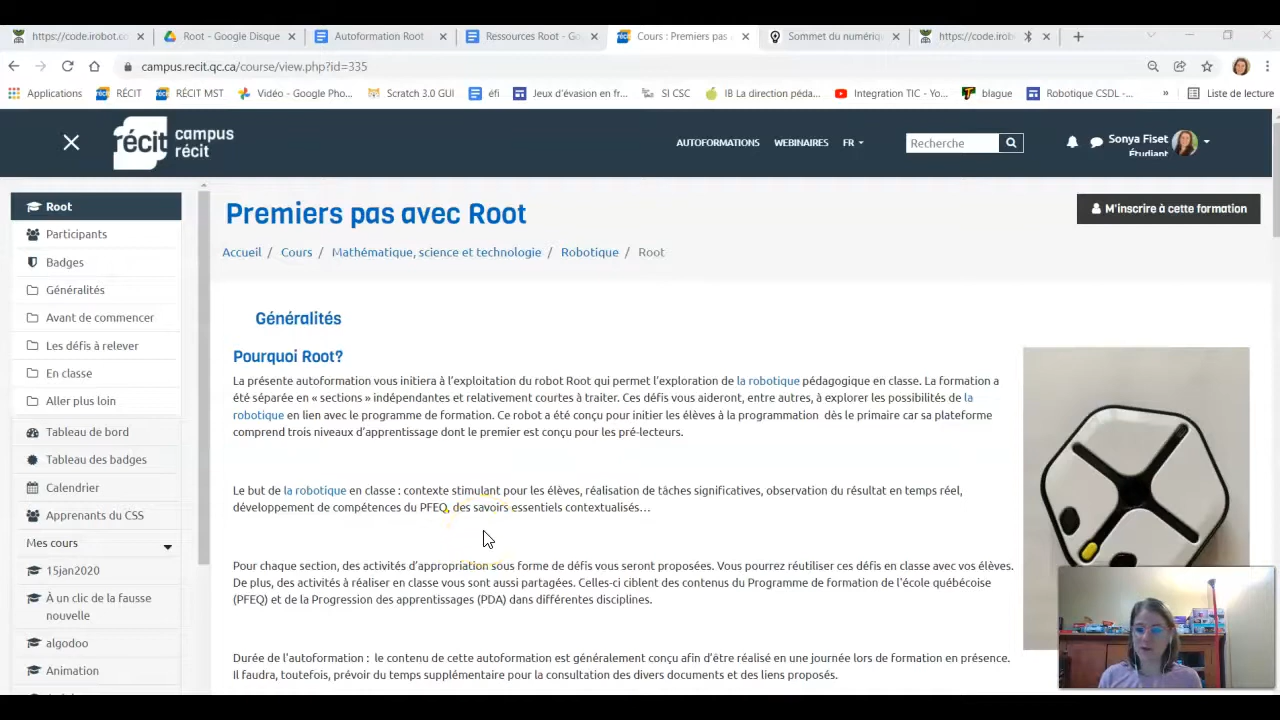 https://code.irobot.co
Root - Google Disque
Autoformation Root
Ressources Root - Go
Cours : Premiers pas
Sommet du numériqu
https://code.irob
campus.recit.qc.ca/course/view.php?id=335
Applications
RÉCIT
RÉCIT MST
Vidéo - Google Pho...
Scratch 3.0 GUI
éfi
Jeux d'évasion en fr...
SI CSC
IB La direction péda...
Integration TIC - Yo...
blague
Robotique CSDL -...
»
Liste de lecture
récit
campus
récit
AUTOFORMATIONS
WEBINAIRES
FR
Recherche
Sonya Fiset
Étudiant
Root
Participants
Badges
Généralités
Avant de commencer
Les défis à relever
En classe
Aller plus loin
Tableau de bord
Tableau des badges
Calendrier
Apprenants du CSS
Mes cours
15jan2020
À un clic de la fausse
nouvelle
algodoo
Animation
Premiers pas avec Root
M'inscrire à cette formation
Accueil / Cours / Mathématique, science et technologie / Robotique / Root
Généralités
Pourquoi Root?
La présente autoformation vous initiera à l'exploitation du robot Root qui permet l'exploration de la robotique pédagogique en classe. La formation a
été séparée en « sections » indépendantes et relativement courtes à traiter. Ces défis vous aideront, entre autres, à explorer les possibilités de la
robotique en lien avec le programme de formation. Ce robot a été conçu pour initier les élèves à la programmation dès le primaire car sa plateforme
comprend trois niveaux d'apprentissage dont le premier est conçu pour les pré-lecteurs.
Le but de la robotique en classe : contexte stimulant pour les élèves, réalisation de tâches significatives, observation du résultat en temps réel,
développement de compétences du PFEQ, des savoirs essentiels contextualisés...
Pour chaque section, des activités d'appropriation sous forme de défis vous seront proposées. Vous pourrez réutiliser ces défis en classe avec vos élèves.
De plus, des activités à réaliser en classe vous sont aussi partagées. Celles-ci ciblent des contenus du Programme de formation de l'école québécoise
(PFEQ) et de la Progression des apprentissages (PDA) dans différentes disciplines.
Durée de l'autoformation : le contenu de cette autoformation est généralement conçu afin d'être réalisé en une journée lors de formation en présence.
Il faudra, toutefois, prévoir du temps supplémentaire pour la consultation des divers documents et des liens proposés.